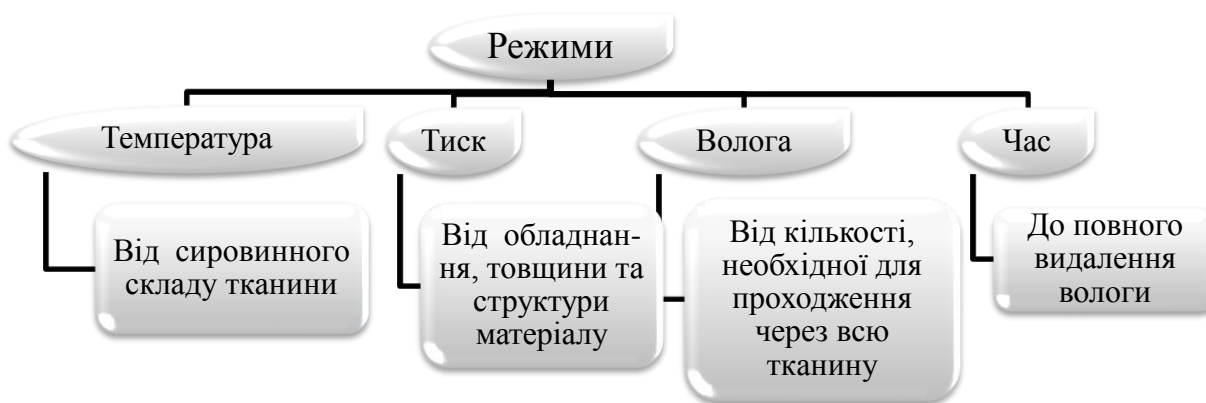 Режими
Температура
Тиск
Волога
Час
Від сировинного
складу тканини
Від обладнан-
ня, товщини та
структури
матеріалу
Від кількості,
необхідної для
проходження
через всю
тканину
До повного
видалення
вологи